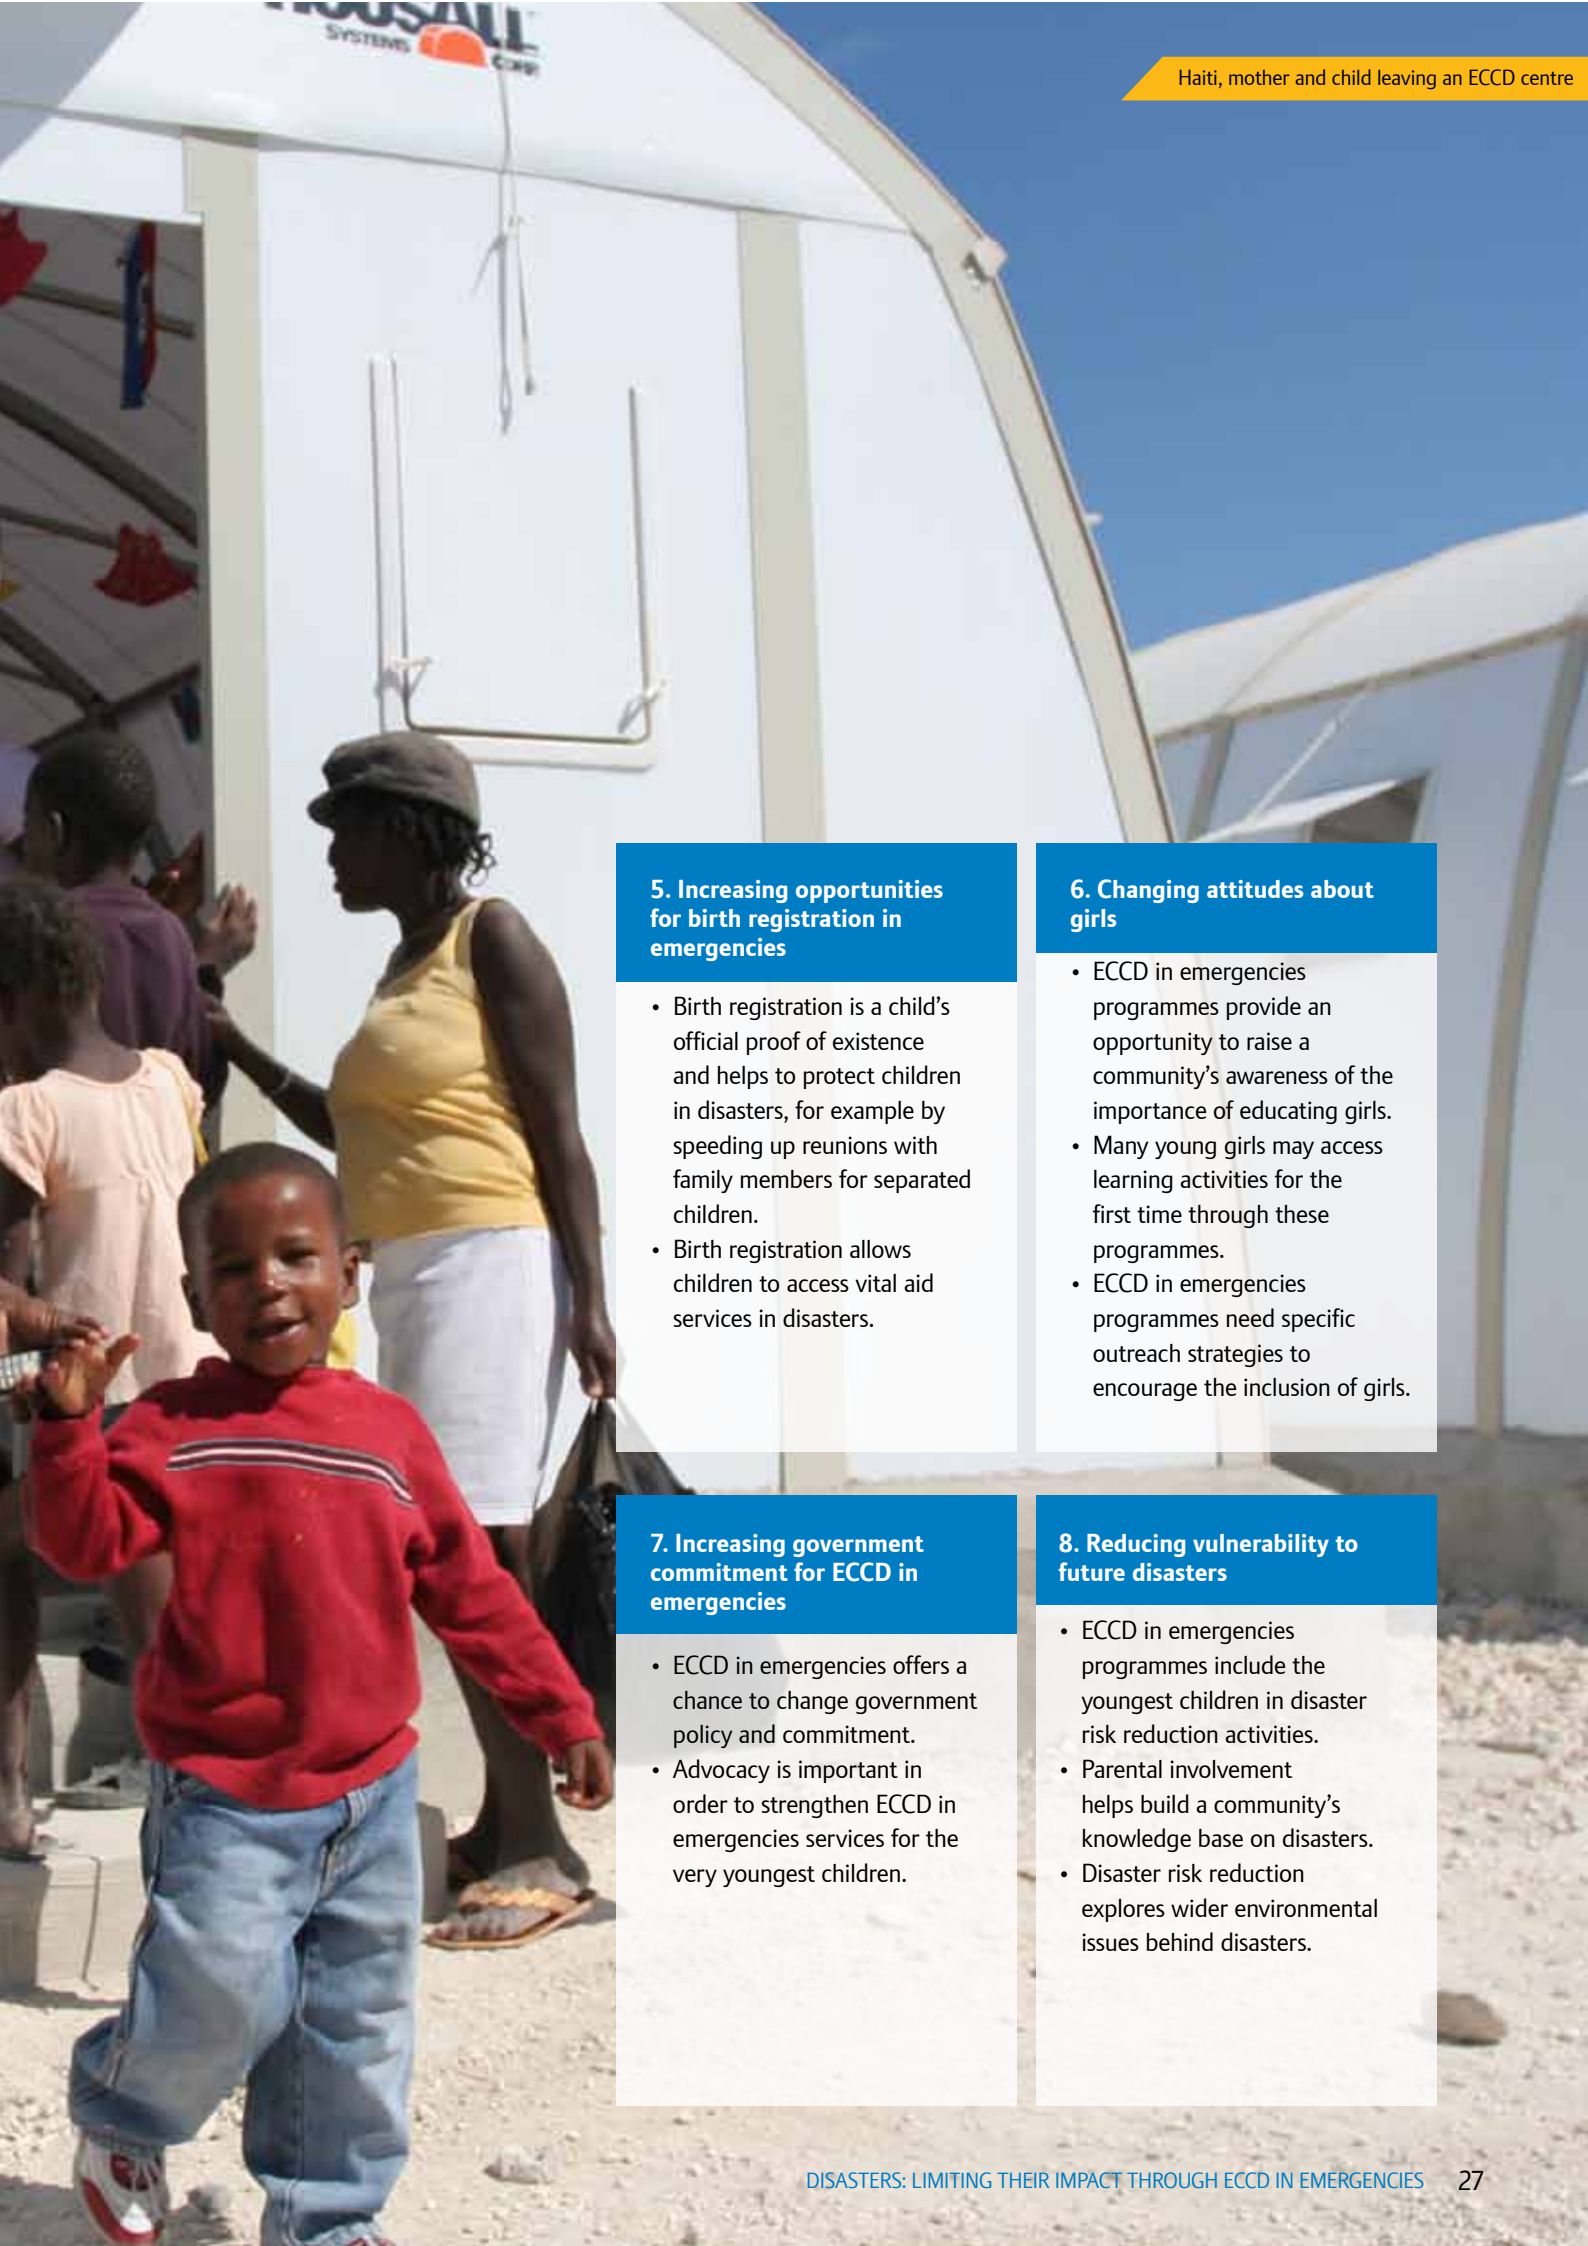 SYSTEMS
CORP
Haiti, mother and child leaving an ECCD centre
5. Increasing opportunities
for birth registration in
emergencies
• Birth registration is a child’s
official proof of existence
and helps to protect children
in disasters, for example by
speeding up reunions with
family members for separated
children.
• Birth registration allows
children to access vital aid
services in disasters.
6. Changing attitudes about
girls
• ECCD in emergencies
programmes provide an
opportunity to raise a
community’s awareness of the
importance of educating girls.
• Many young girls may access
learning activities for the
first time through these
programmes.
• ECCD in emergencies
programmes need specific
outreach strategies to
encourage the inclusion of girls.
7. Increasing government
commitment for ECCD in
emergencies
• ECCD in emergencies offers a
chance to change government
policy and commitment.
• Advocacy is important in
order to strengthen ECCD in
emergencies services for the
very youngest children.
8. Reducing vulnerability to
future disasters
• ECCD in emergencies
programmes include the
youngest children in disaster
risk reduction activities.
• Parental involvement
helps build a community’s
knowledge base on disasters.
• Disaster risk reduction
explores wider environmental
issues behind disasters.
DISASTERS: LIMITING THEIR IMPACT THROUGH ECCD IN EMERGENCIES 27